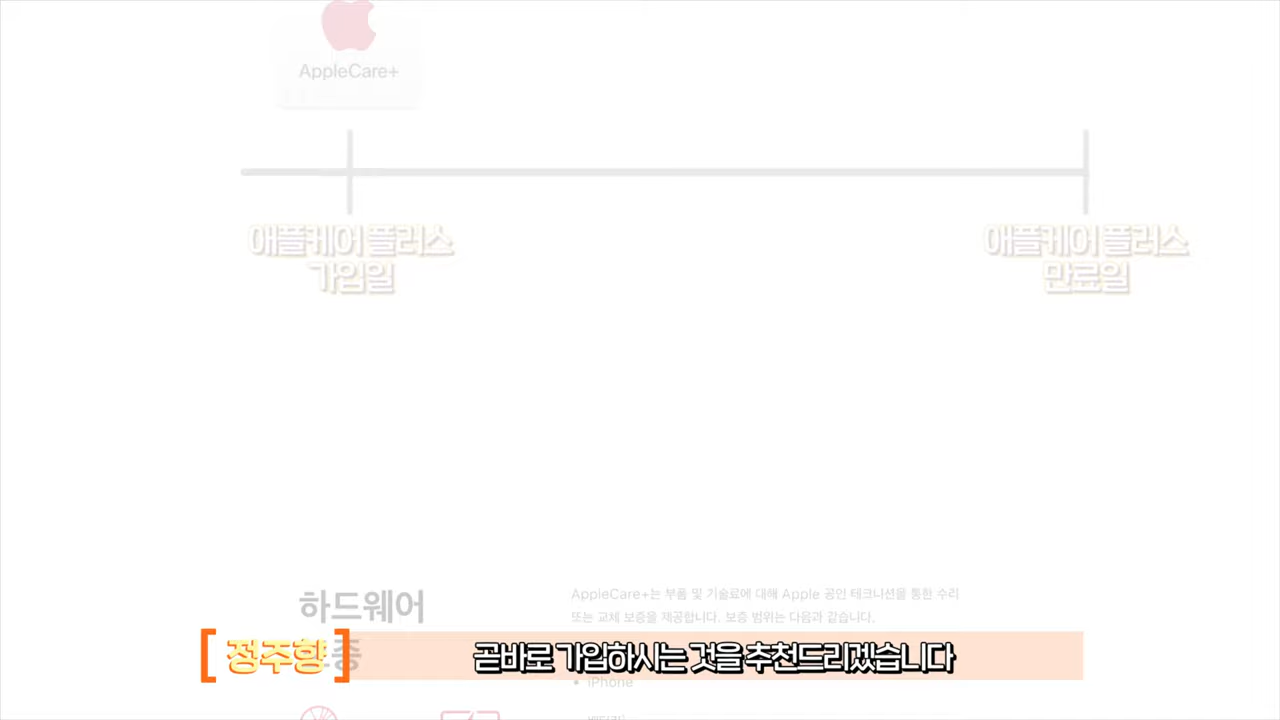 AppleCare+
애플케어 플러스
가입일
애플케어 플러스
만료일
하드웨어
AppleCare+는 부품 및 기술료에 대해 Apple 공인 테크니션을 통한 수리
또는 교체 보증을 제공합니다. 보증 범위는 다음과 같습니다.
[정주행]
증
곧바로 가입하시는 것을 추천드리겠습니다
• iPhone